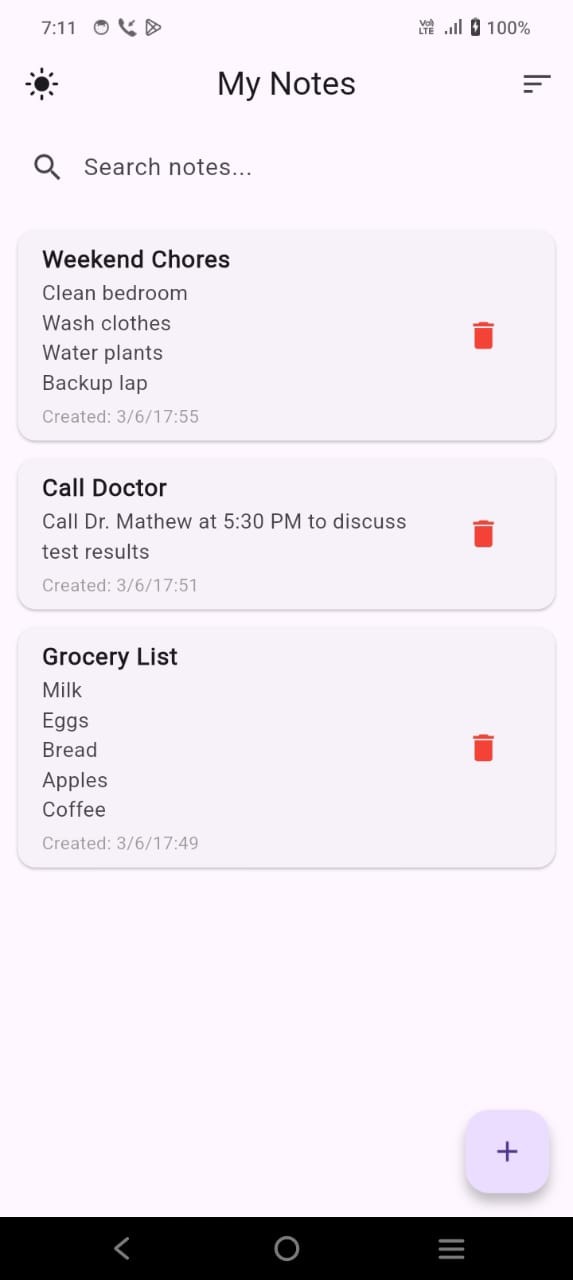 7:11
Vo) LTE 100%
My Notes
Search notes...
Weekend Chores
Clean bedroom
Wash clothes
Water plants
Backup lap
Created: 3/6/17:55
Call Doctor
Call Dr. Mathew at 5:30 PM to discuss
test results
Created: 3/6/17:51
Grocery List
Milk
Eggs
Bread
Apples
Coffee
Created: 3/6/17:49